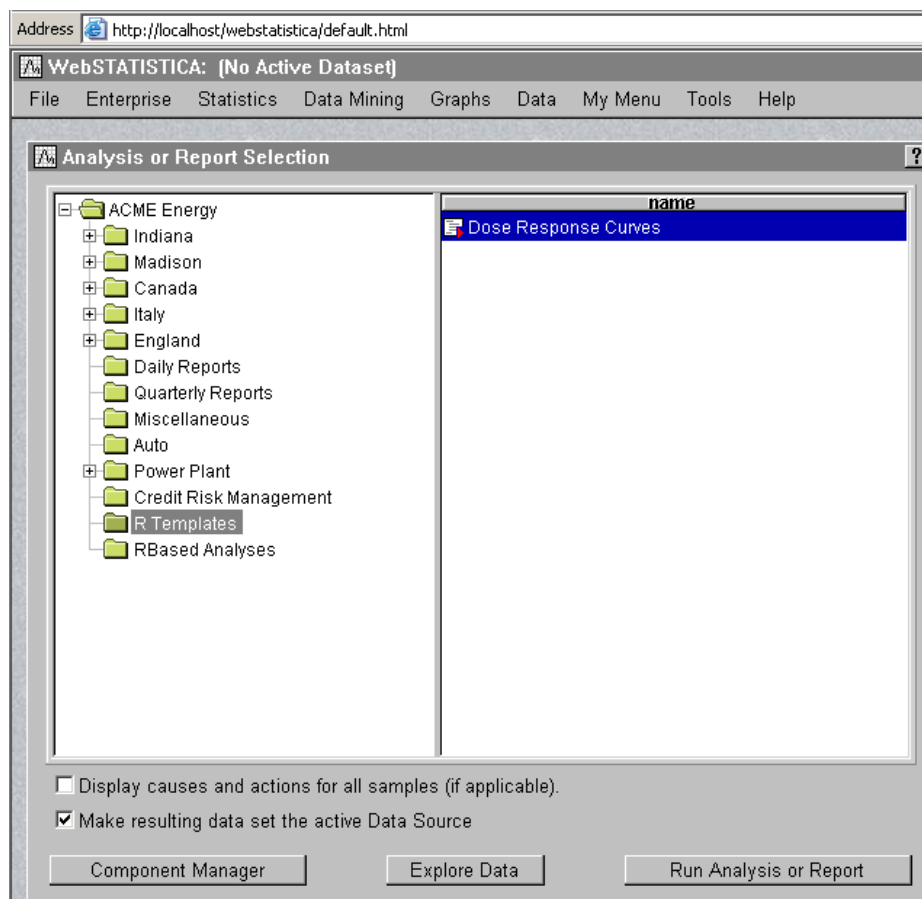 Address http://localhost/webstatistica/default.html
WebSTATISTICA: (No Active Dataset)
File Enterprise Statistics Data Mining Graphs Data My Menu Tools Help
Analysis or Report Selection ?
ACME Energy
Indiana
Madison
Canada
Italy
England
Daily Reports
Quarterly Reports
Miscellaneous
Auto
Power Plant
Credit Risk Management
R Templates
RBased Analyses
name
Dose Response Curves
Display causes and actions for all samples (if applicable).
Make resulting data set the active Data Source
Component Manager Explore Data Run Analysis or Report